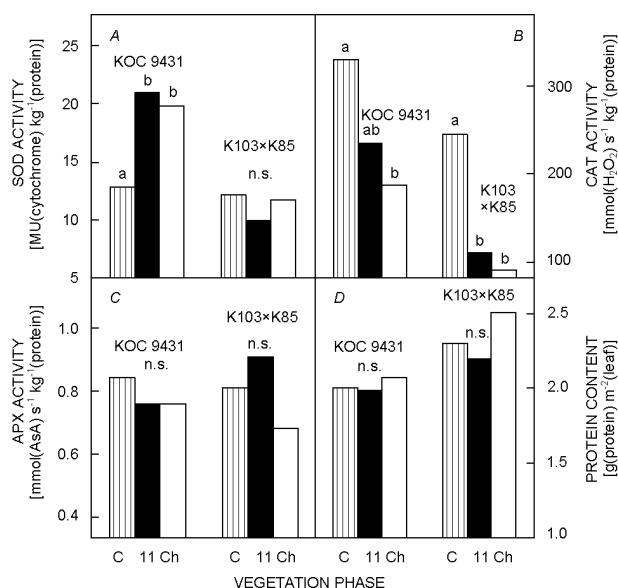 A
B
KOC 9431
b
b
a
K103×K85
n.s.
a
KOC 9431
ab
b
a
K103
×K85
b
b
SOD ACTIVITY
[MU(cytochrome) kg⁻¹(protein)]
25
20
15
10
5
CAT ACTIVITY
[mmol(H₂O₂) s⁻¹ kg⁻¹(protein)]
300
200
100
C
D
KOC 9431
n.s.
K103×K85
n.s.
KOC 9431
n.s.
K103×K85
n.s.
APX ACTIVITY
[mmol(AsA) s⁻¹ kg⁻¹(protein)]
1.0
0.8
0.6
0.4
PROTEIN CONTENT
[g(protein) m⁻²(leaf)]
2.5
2.0
1.5
1.0
C 11 Ch C 11 Ch C 11 Ch C 11 Ch
VEGETATION PHASE